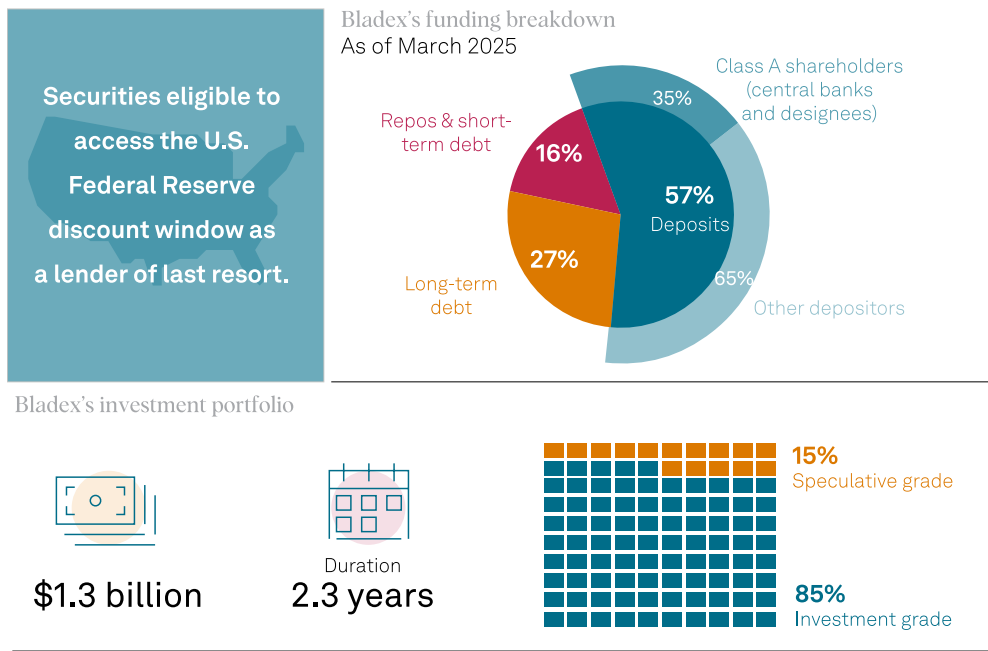 Securities eligible to
access the U.S.
Federal Reserve
discount window as
a lender of last resort.
Bladex's funding breakdown
As of March 2025
Class A shareholders
(central banks
and designees)
35%
Repos & short-
term debt
16%
57%
Deposits
27%
Long-term
debt
65%
Other depositors
Bladex's investment portfolio
$1.3 billion
Duration
2.3 years
15%
Speculative grade
85%
Investment grade